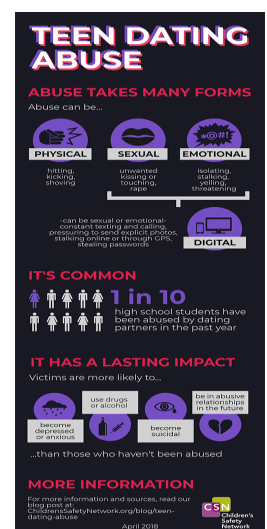 TEEN DATING
ABUSE
ABUSE TAKES MANY FORMS
Abuse can be...
PHYSICAL
hitting,
kicking,
shoving
SEXUAL
unwanted
kissing or
touching,
rape
*@#!
EMOTIONAL
isolating,
stalking,
yelling,
threatening
-can be sexual or emotional-
constant texting and calling,
pressuring to send explicit photos,
stalking online or through GPS,
stealing passwords
DIGITAL
IT'S COMMON
1 in 10
high school students have
been abused by dating
partners in the past year
IT HAS A LASTING IMPACT
Victims are more likely to...
become
depressed
or anxious
use drugs
or alcohol
become
suicidal
be in abusive
relationships
in the future
...than those who haven't been abused
MORE INFORMATION
For more information and sources, read our
blog post at:
ChildrensSafetyNetwork.org/blog/teen-
dating-abuse
April 2018
CSN
Children's
Safety
Network